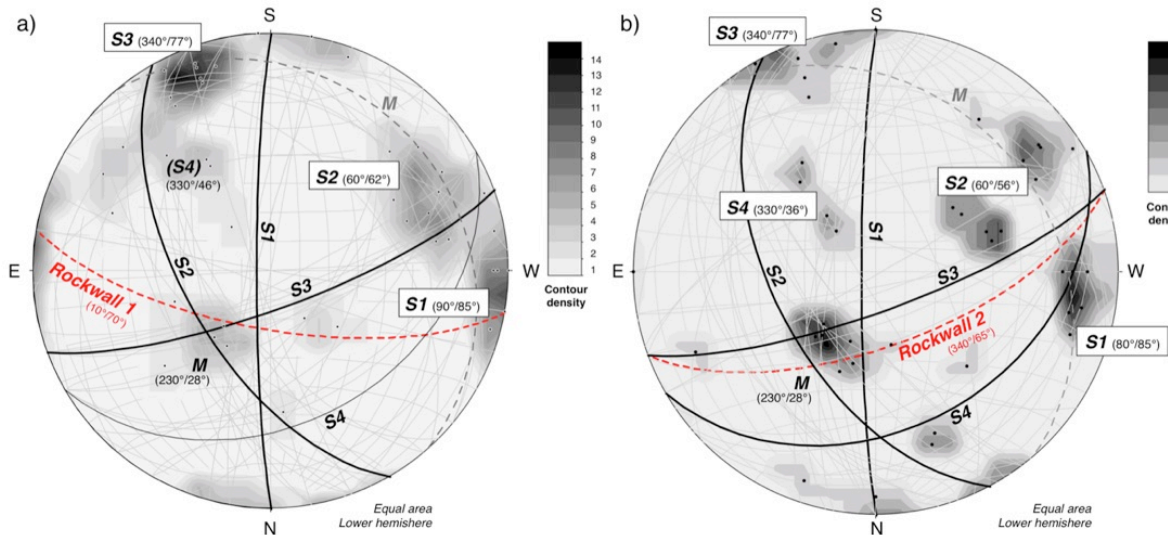 a)
S
S3 (340°/77°)
M
(S4)
(330°/46°)
S2 (60°/62°)
S1
S2
E
W
Rockwall 1
(10°/70°)
S3
S1 (90°/85°)
M
(230°/28°)
S4
N
Equal area
Lower hemishere
14
13
12
11
10
9
8
7
6
5
4
3
2
1
Contour
density
b)
S
S3 (340°/77°)
M
S2 (60°/56°)
S4 (330°/36°)
S1
S2
E
W
S3
Rockwall 2
(340°/65°)
S1 (80°/85°)
M
(230°/28°)
S4
N
Equal area
Lower hemishere
Con
den